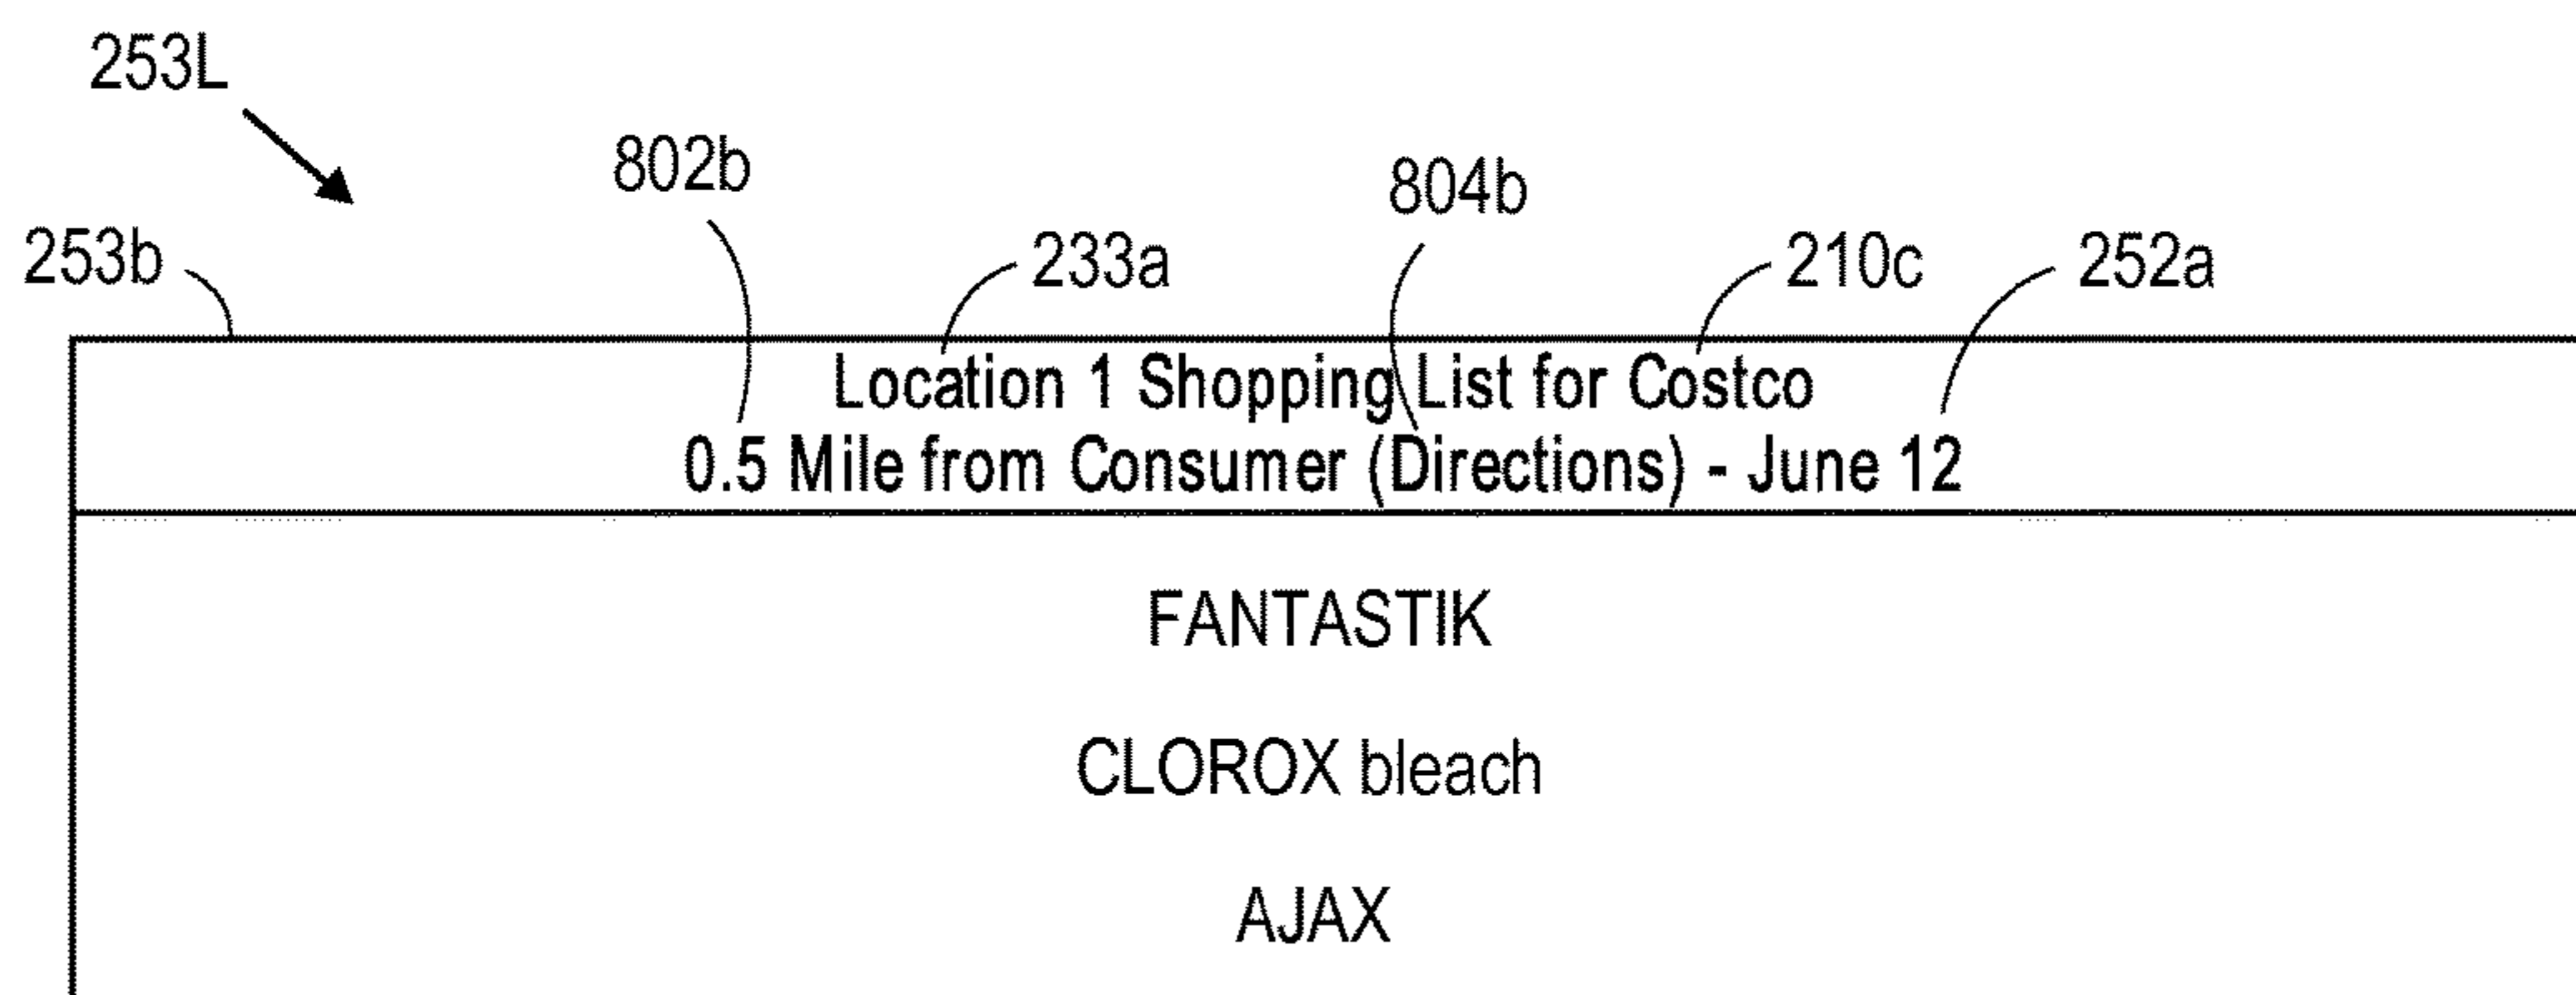 253L
802b
804b
253b
233a
210c
252a
Location 1 Shopping List for Costco
0.5 Mile from Consumer (Directions) - June 12
FANTASTIK
CLOROX bleach
AJAX